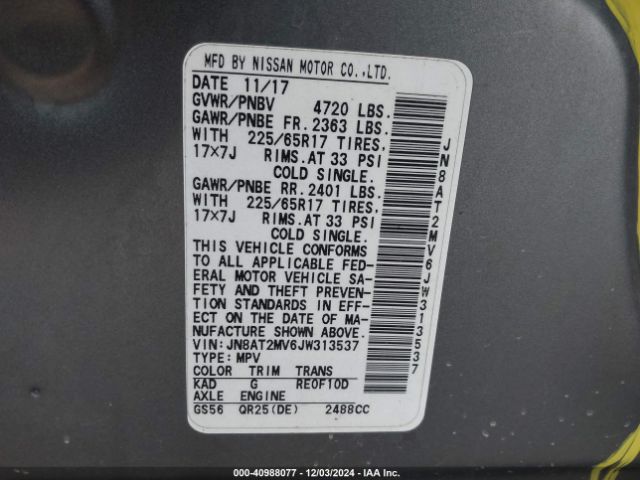 MFD BY NISSAN MOTOR CO.,LTD.
DATE 11/17
GVWR/PNBV 4720 LBS.
GAWR/PNBE FR. 2363 LBS.
WITH 225/65R17 TIRES,
17×7J RIMS. AT 33 PSI
COLD SINGLE.
GAWR/PNBE RR. 2401 LBS.
WITH 225/65R17 TIRES,
17×7J RIMS. AT 33 PSI
COLD SINGLE.
THIS VEHICLE CONFORMS
TO ALL APPLICABLE FED-
ERAL MOTOR VEHICLE SA-
FETY AND THEFT PREVEN-
TION STANDARDS IN EFF-
ECT ON THE DATE OF MA-
NUFACTURE SHOWN ABOVE.
VIN: JN8AT2MV6JW313537
TYPE: MPV
COLOR TRIM TRANS
KAD G RE0F10D
AXLE ENGINE
GS56 QR25(DE) 2488CC
JN8AT2MV6JW313537
000-40988077 - 12/03/2024 - IAA Inc.